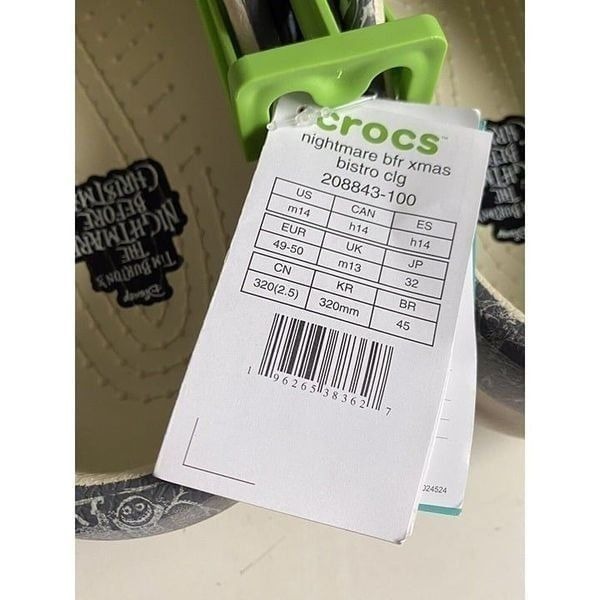 crocs™
nightmare bfr xmas
bistro clg
208843-100
US CAN ES
m14 h14 h14
EUR UK JP
49-50 m13 32
CN KR BR
320(2.5) 320mm 45
1 96265 38362 7
024524
Disney
TIM BURTON'S
THE
NIGHTMARE
BEFORE
CHRISTMAS